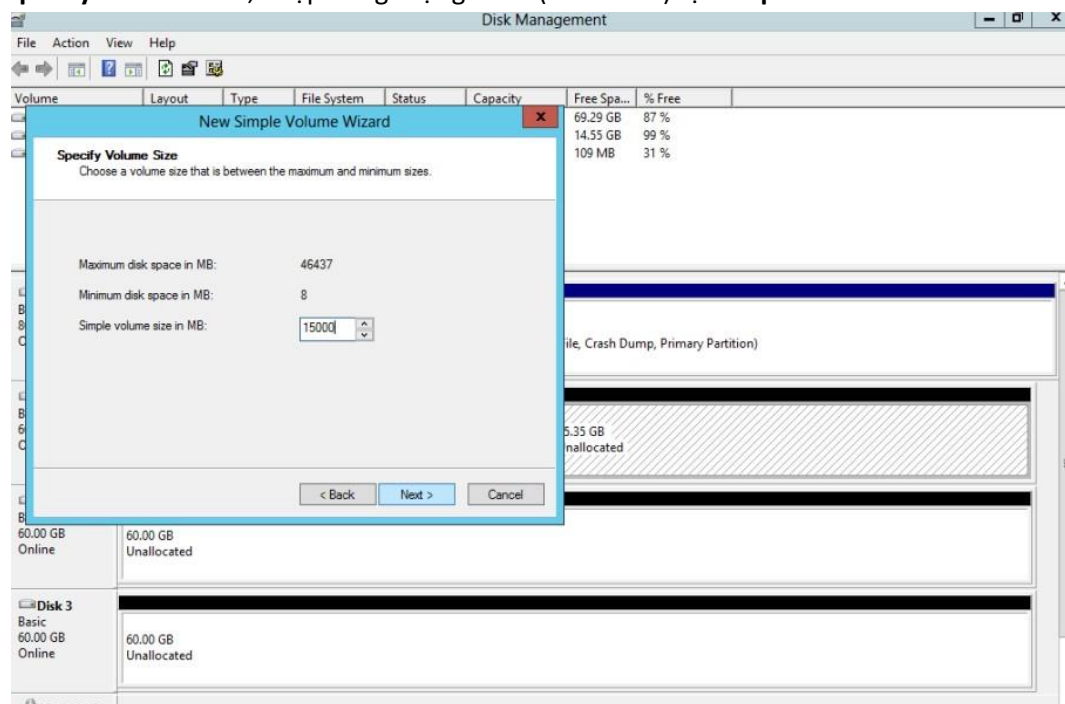 Disk Management
File Action View Help
Volume Layout Type File System Status Capacity Free Spa... % Free
69.29 GB 87 %
14.55 GB 99 %
109 MB 31 %
New Simple Volume Wizard
Specify Volume Size
Choose a volume size that is between the maximum and minimum sizes.
Maximum disk space in MB: 46437
Minimum disk space in MB: 8
Simple volume size in MB: 15000
< Back Next > Cancel
ile, Crash Dump, Primary Partition)
5.35 GB
nallocated
60.00 GB
Online
60.00 GB
Unallocated
Disk 3
Basic
60.00 GB
Online
60.00 GB
Unallocated